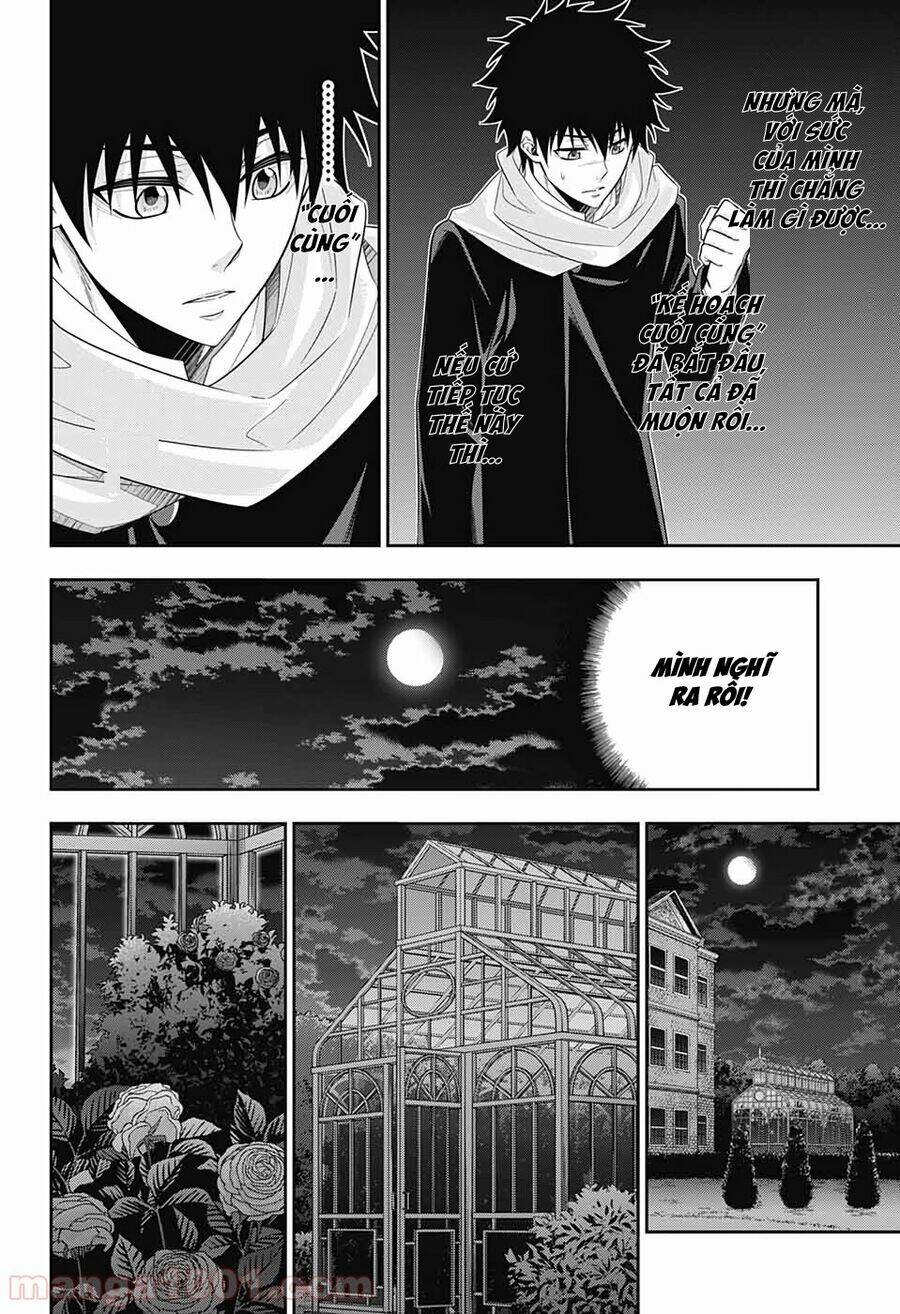 NHƯNG MÀ,
VỚI SỨC
CỦA MÌNH
THÌ CHẲNG
LÀM GÌ ĐƯỢC...
"KẾ HOẠCH
CUỐI CÙNG"
ĐÃ BẮT ĐẦU,
TẤT CẢ ĐÃ
MUỘN RỒI...
NẾU CỨ
TIẾP TỤC
THẾ NÀY
THÌ...
"CUỐI
CÙNG"
...
MÌNH NGHĨ
RA RỒI!
manga1001.com